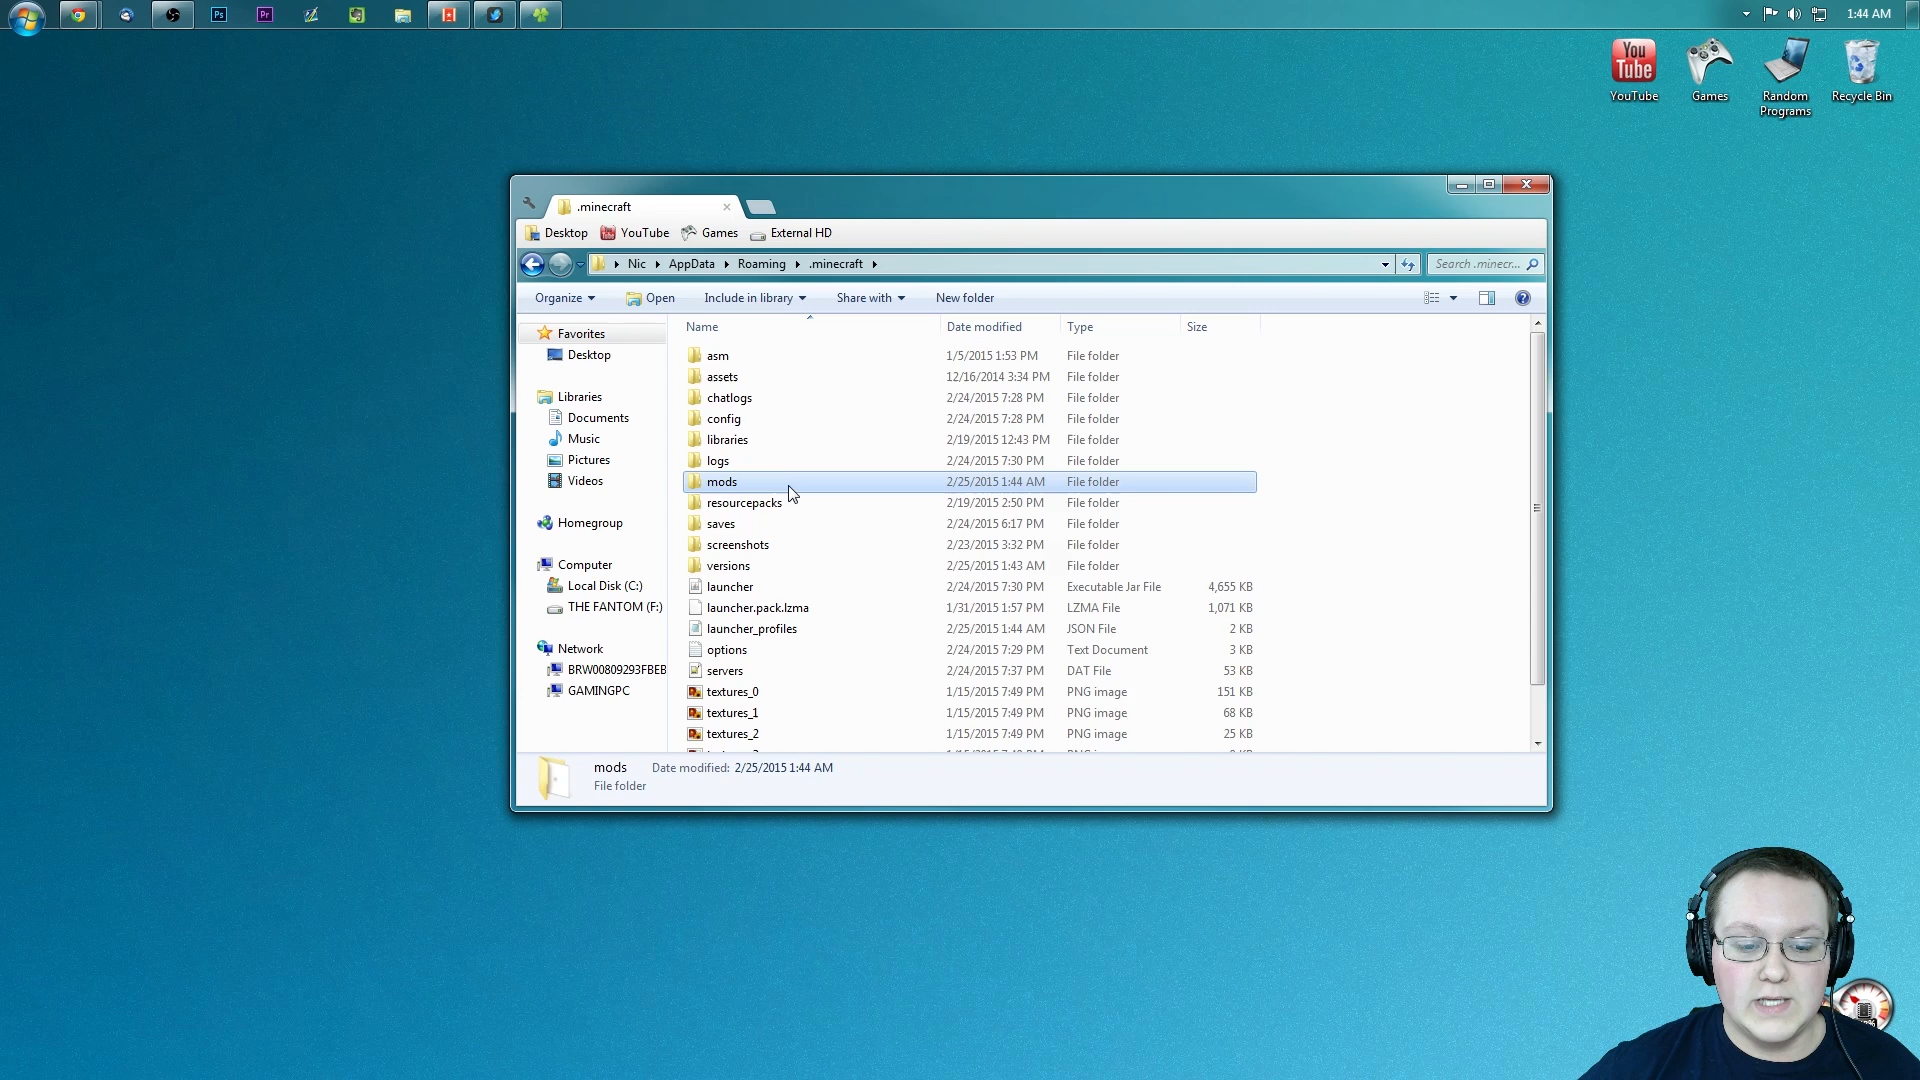 Ps
Pr
1:44 AM
You
Tube
YouTube
Games
Random
Programs
Recycle Bin
.minecraft
Desktop
YouTube
Games
External HD
Nic
AppData
Roaming
.minecraft
Search .minecr...
Organize
Open
Include in library
Share with
New folder
Name
Date modified
Type
Size
Favorites
Desktop
Libraries
Documents
Music
Pictures
Videos
Homegroup
Computer
Local Disk (C:)
THE FANTOM (F:)
Network
BRW00809293FBEB
GAMINGPC
asm 1/5/2015 1:53 PM File folder
assets 12/16/2014 3:34 PM File folder
chatlogs 2/24/2015 7:28 PM File folder
config 2/24/2015 7:28 PM File folder
libraries 2/19/2015 12:43 PM File folder
logs 2/24/2015 7:30 PM File folder
mods 2/25/2015 1:44 AM File folder
resourcepacks 2/19/2015 2:50 PM File folder
saves 2/24/2015 6:17 PM File folder
screenshots 2/23/2015 3:32 PM File folder
versions 2/25/2015 1:43 AM File folder
launcher 2/24/2015 7:30 PM Executable Jar File 4,655 KB
launcher.pack.lzma 1/31/2015 1:57 PM LZMA File 1,071 KB
launcher_profiles 2/25/2015 1:44 AM JSON File 2 KB
options 2/24/2015 7:29 PM Text Document 3 KB
servers 2/24/2015 7:37 PM DAT File 53 KB
textures_0 1/15/2015 7:49 PM PNG image 151 KB
textures_1 1/15/2015 7:49 PM PNG image 68 KB
textures_2 1/15/2015 7:49 PM PNG image 25 KB
mods Date modified: 2/25/2015 1:44 AM
File folder